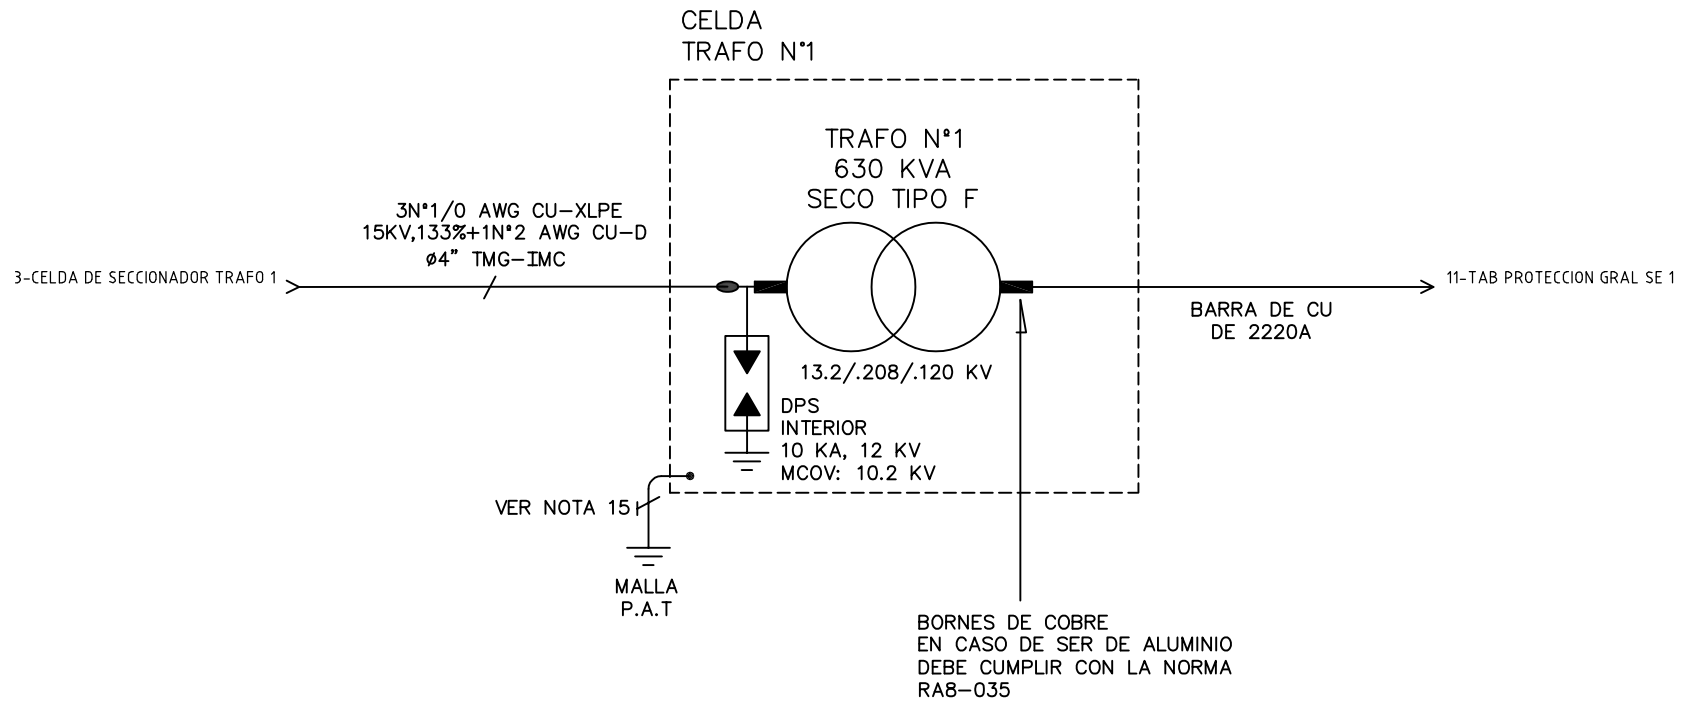 CELDA
TRAFO N°1
TRAFO Nº1
630 KVA
SECO TIPO F
3N°1/0 AWG CU-XLPE
15KV,133%+1N°2 AWG CU-D
ø4" TMG-IMC
3-CELDA DE SECCIONADOR TRAFO 1
11-TAB PROTECCION GRAL SE 1
BARRA DE CU
DE 2220A
13.2/.208/.120 KV
DPS
INTERIOR
10 KA, 12 KV
MCOV: 10.2 KV
VER NOTA 15
MALLA
P.A.T
BORNES DE COBRE
EN CASO DE SER DE ALUMINIO
DEBE CUMPLIR CON LA NORMA
RA8-035